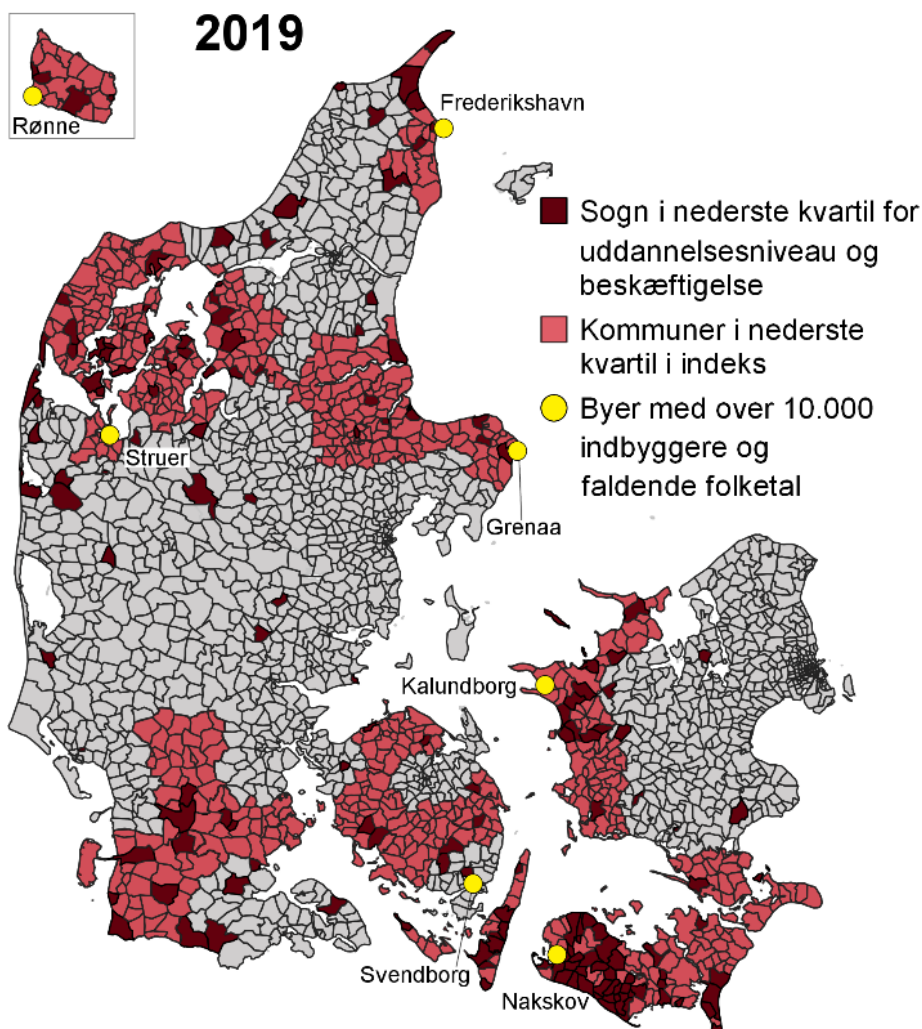 2019
Rønne
Frederikshavn
Sogn i nederste kvartil for
uddannelsesniveau og
beskæftigelse
Kommuner i nederste
kvartil i indeks
Byer med over 10.000
indbyggere og
faldende folketal
Struer
Grenaa
Kalundborg
Svendborg
Nakskov